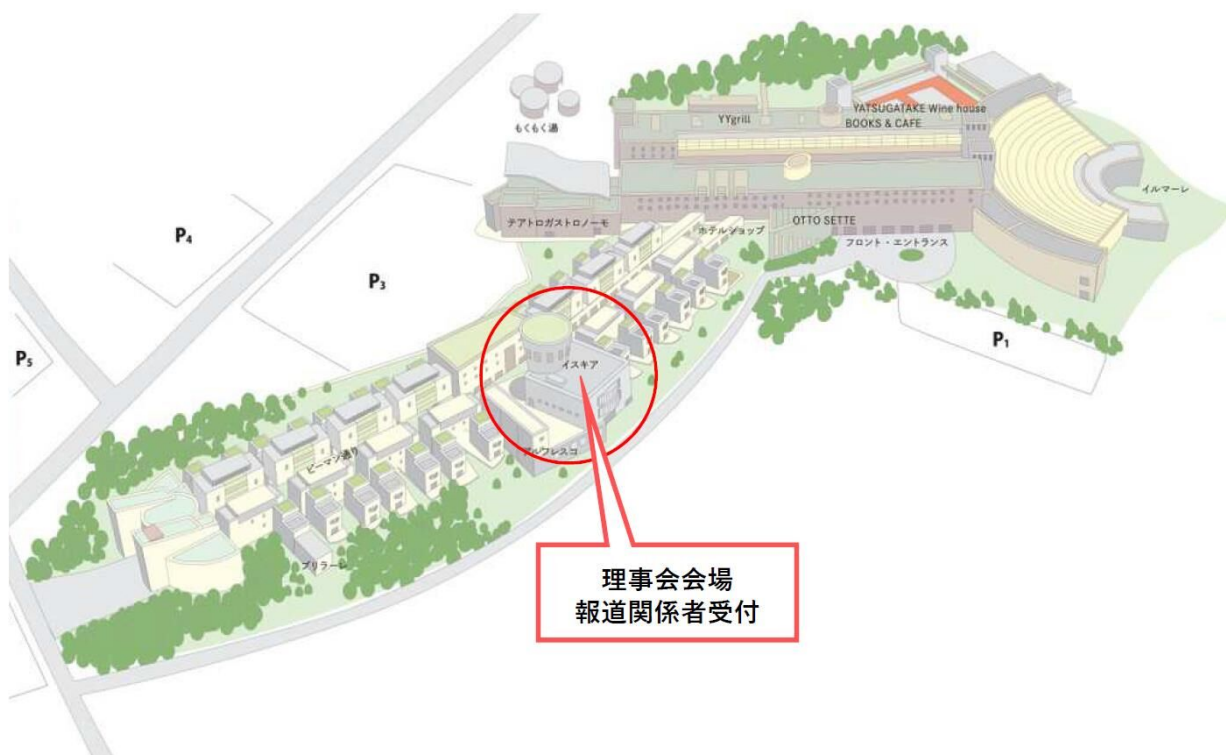 もくもく湯
YYgrill
YATSUGATAKE Wine house
BOOKS & CAFE
イルマーレ
テアトロガストロノーモ
ホテルショップ
OTTO SETTE
フロント・エントランス
P4
P3
P5
P1
イスキア
アルフレスコ
ピーマン通り
ブリラーレ
理事会会場
報道関係者受付